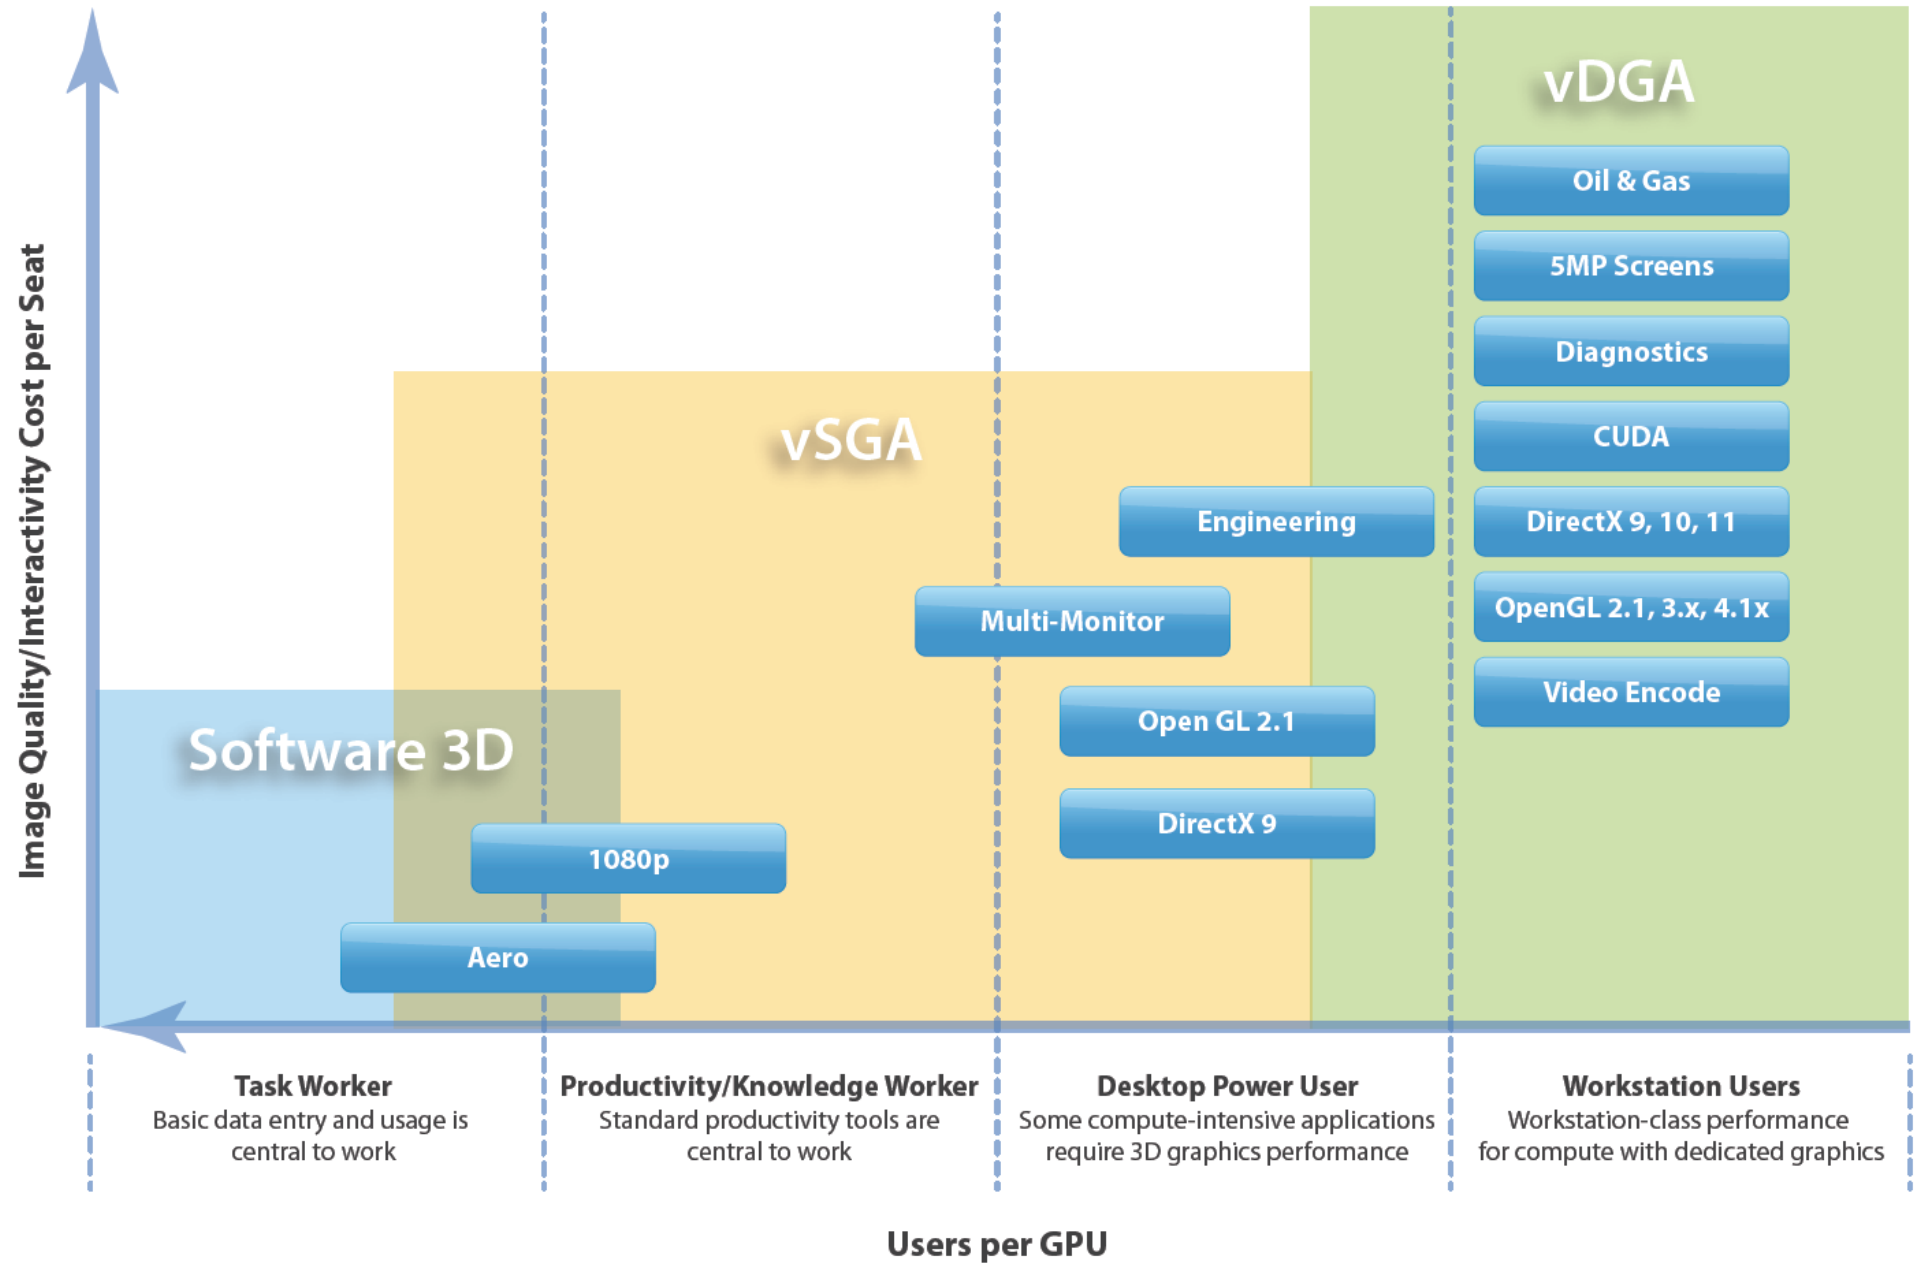 Image Quality/Interactivity Cost per Seat
vDGA
Oil & Gas
5MP Screens
Diagnostics
CUDA
DirectX 9, 10, 11
OpenGL 2.1, 3.x, 4.1x
Video Encode
vSGA
Engineering
Multi-Monitor
Open GL 2.1
DirectX 9
Software 3D
1080p
Aero
Task Worker
Basic data entry and usage is
central to work
Productivity/Knowledge Worker
Standard productivity tools are
central to work
Desktop Power User
Some compute-intensive applications
require 3D graphics performance
Workstation Users
Workstation-class performance
for compute with dedicated graphics
Users per GPU